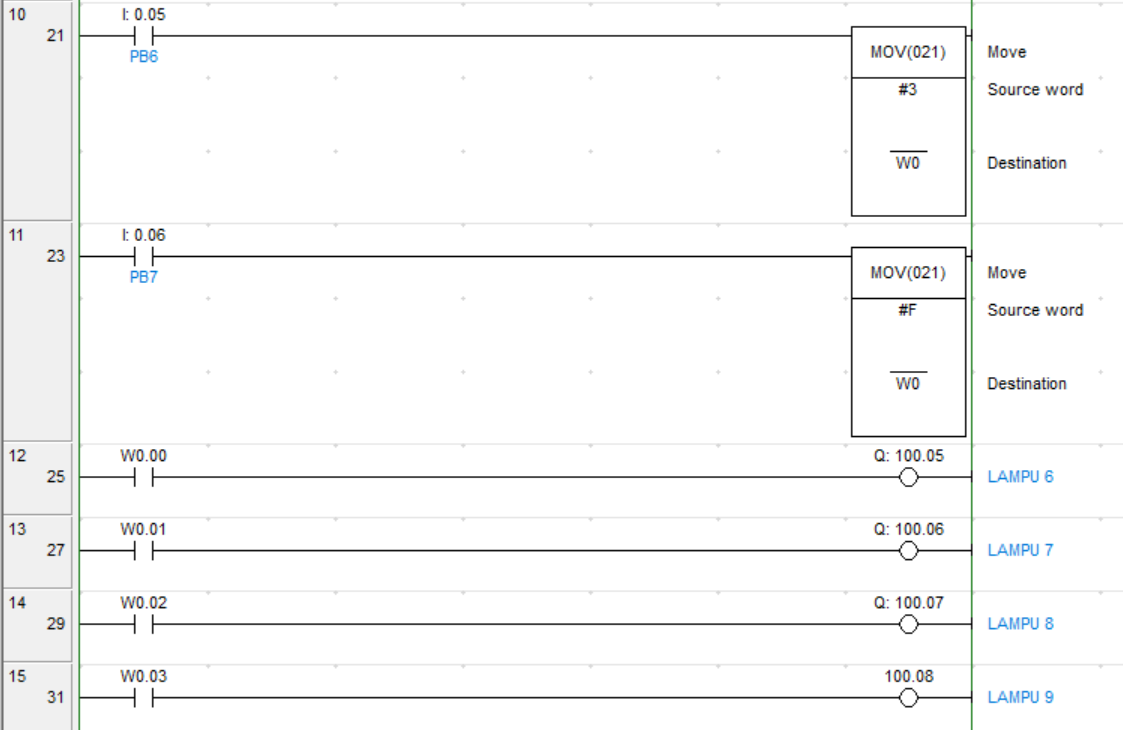 10
I: 0.05
21
MOV(021) Move
PB6
#3 Source word
W0 Destination
11
I: 0.06
23
MOV(021) Move
PB7
#F Source word
W0 Destination
12 W0.00 Q: 100.05
25 LAMPU 6
13 W0.01 Q: 100.06
27 LAMPU 7
14 W0.02 Q: 100.07
29 LAMPU 8
15 W0.03 100.08
31 LAMPU 9